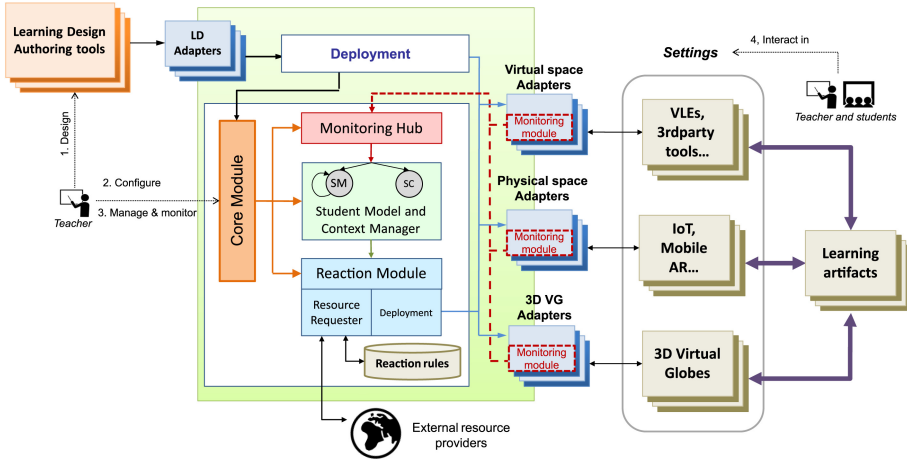 Learning Design
Authoring tools
LD
Adapters
Deployment
Settings
4, Interact in
Teacher and students
Virtual space
Adapters
Monitoring
module
VLEs,
3rdparty
tools...
1. Design
2. Configure
3. Manage & monitor
Teacher
Core Module
Monitoring Hub
SM
SC
Student Model and
Context Manager
Physical space
Adapters
Monitoring
module
IoT,
Mobile
AR...
Learning
artifacts
Reaction Module
Resource
Requester
Deployment
Reaction rules
3D VG
Adapters
Monitoring
module
3D Virtual
Globes
External resource
providers